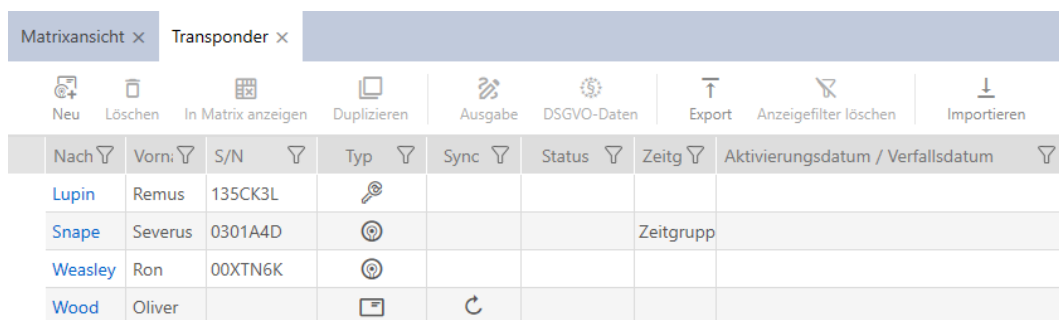 Matrixansicht × Transponder ×
Neu Löschen In Matrix anzeigen Duplizieren Ausgabe DSGVO-Daten Export Anzeigefilter löschen Importieren
Nach Vorna S/N Typ Sync Status Zeitg Aktivierungsdatum / Verfallsdatum
Lupin Remus 135CK3L
Snape Severus 0301A4D Zeitgrupp
Weasley Ron 00XTN6K
Wood Oliver